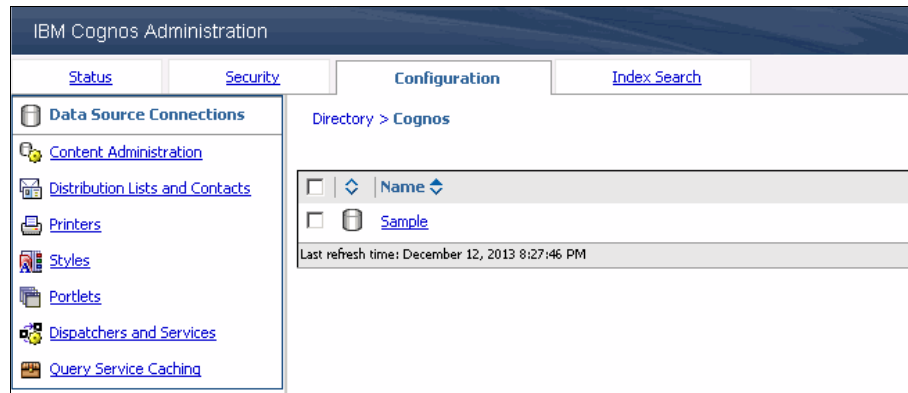 IBM Cognos Administration
Status Security Configuration Index Search
Data Source Connections
Content Administration
Distribution Lists and Contacts
Printers
Styles
Portlets
Dispatchers and Services
Query Service Caching
Directory > Cognos
Name
Sample
Last refresh time: December 12, 2013 8:27:46 PM